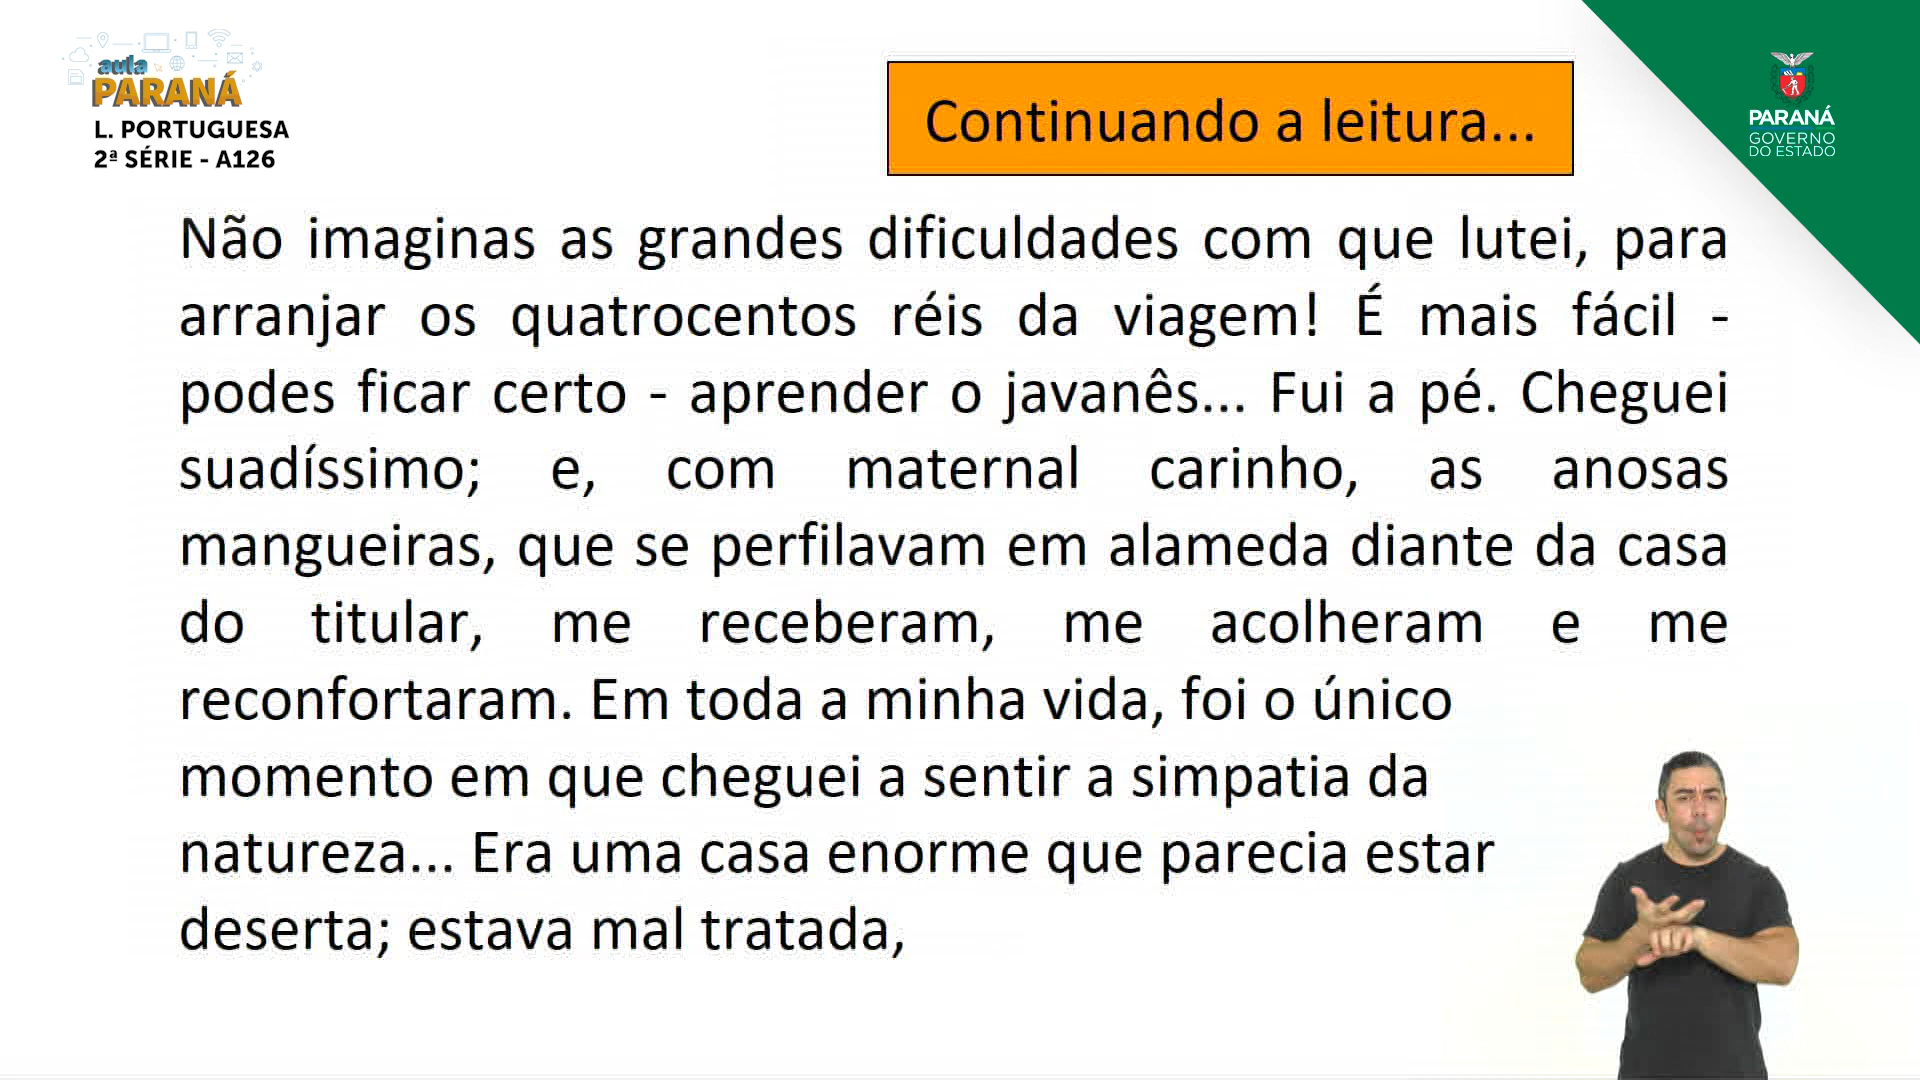 aula
PARANÁ
L. PORTUGUESA
2ª SÉRIE - A126
Continuando a leitura...
PARANÁ
GOVERNO
DO ESTADO
Não imaginas as grandes dificuldades com que lutei, para
arranjar os quatrocentos réis da viagem! É mais fácil -
podes ficar certo - aprender o javanês... Fui a pé. Cheguei
suadíssimo; e, com maternal carinho, as anosas
mangueiras, que se perfilavam em alameda diante da casa
do titular, me receberam, me acolheram e me
reconfortaram. Em toda a minha vida, foi o único
momento em que cheguei a sentir a simpatia da
natureza... Era uma casa enorme que parecia estar
deserta; estava mal tratada,